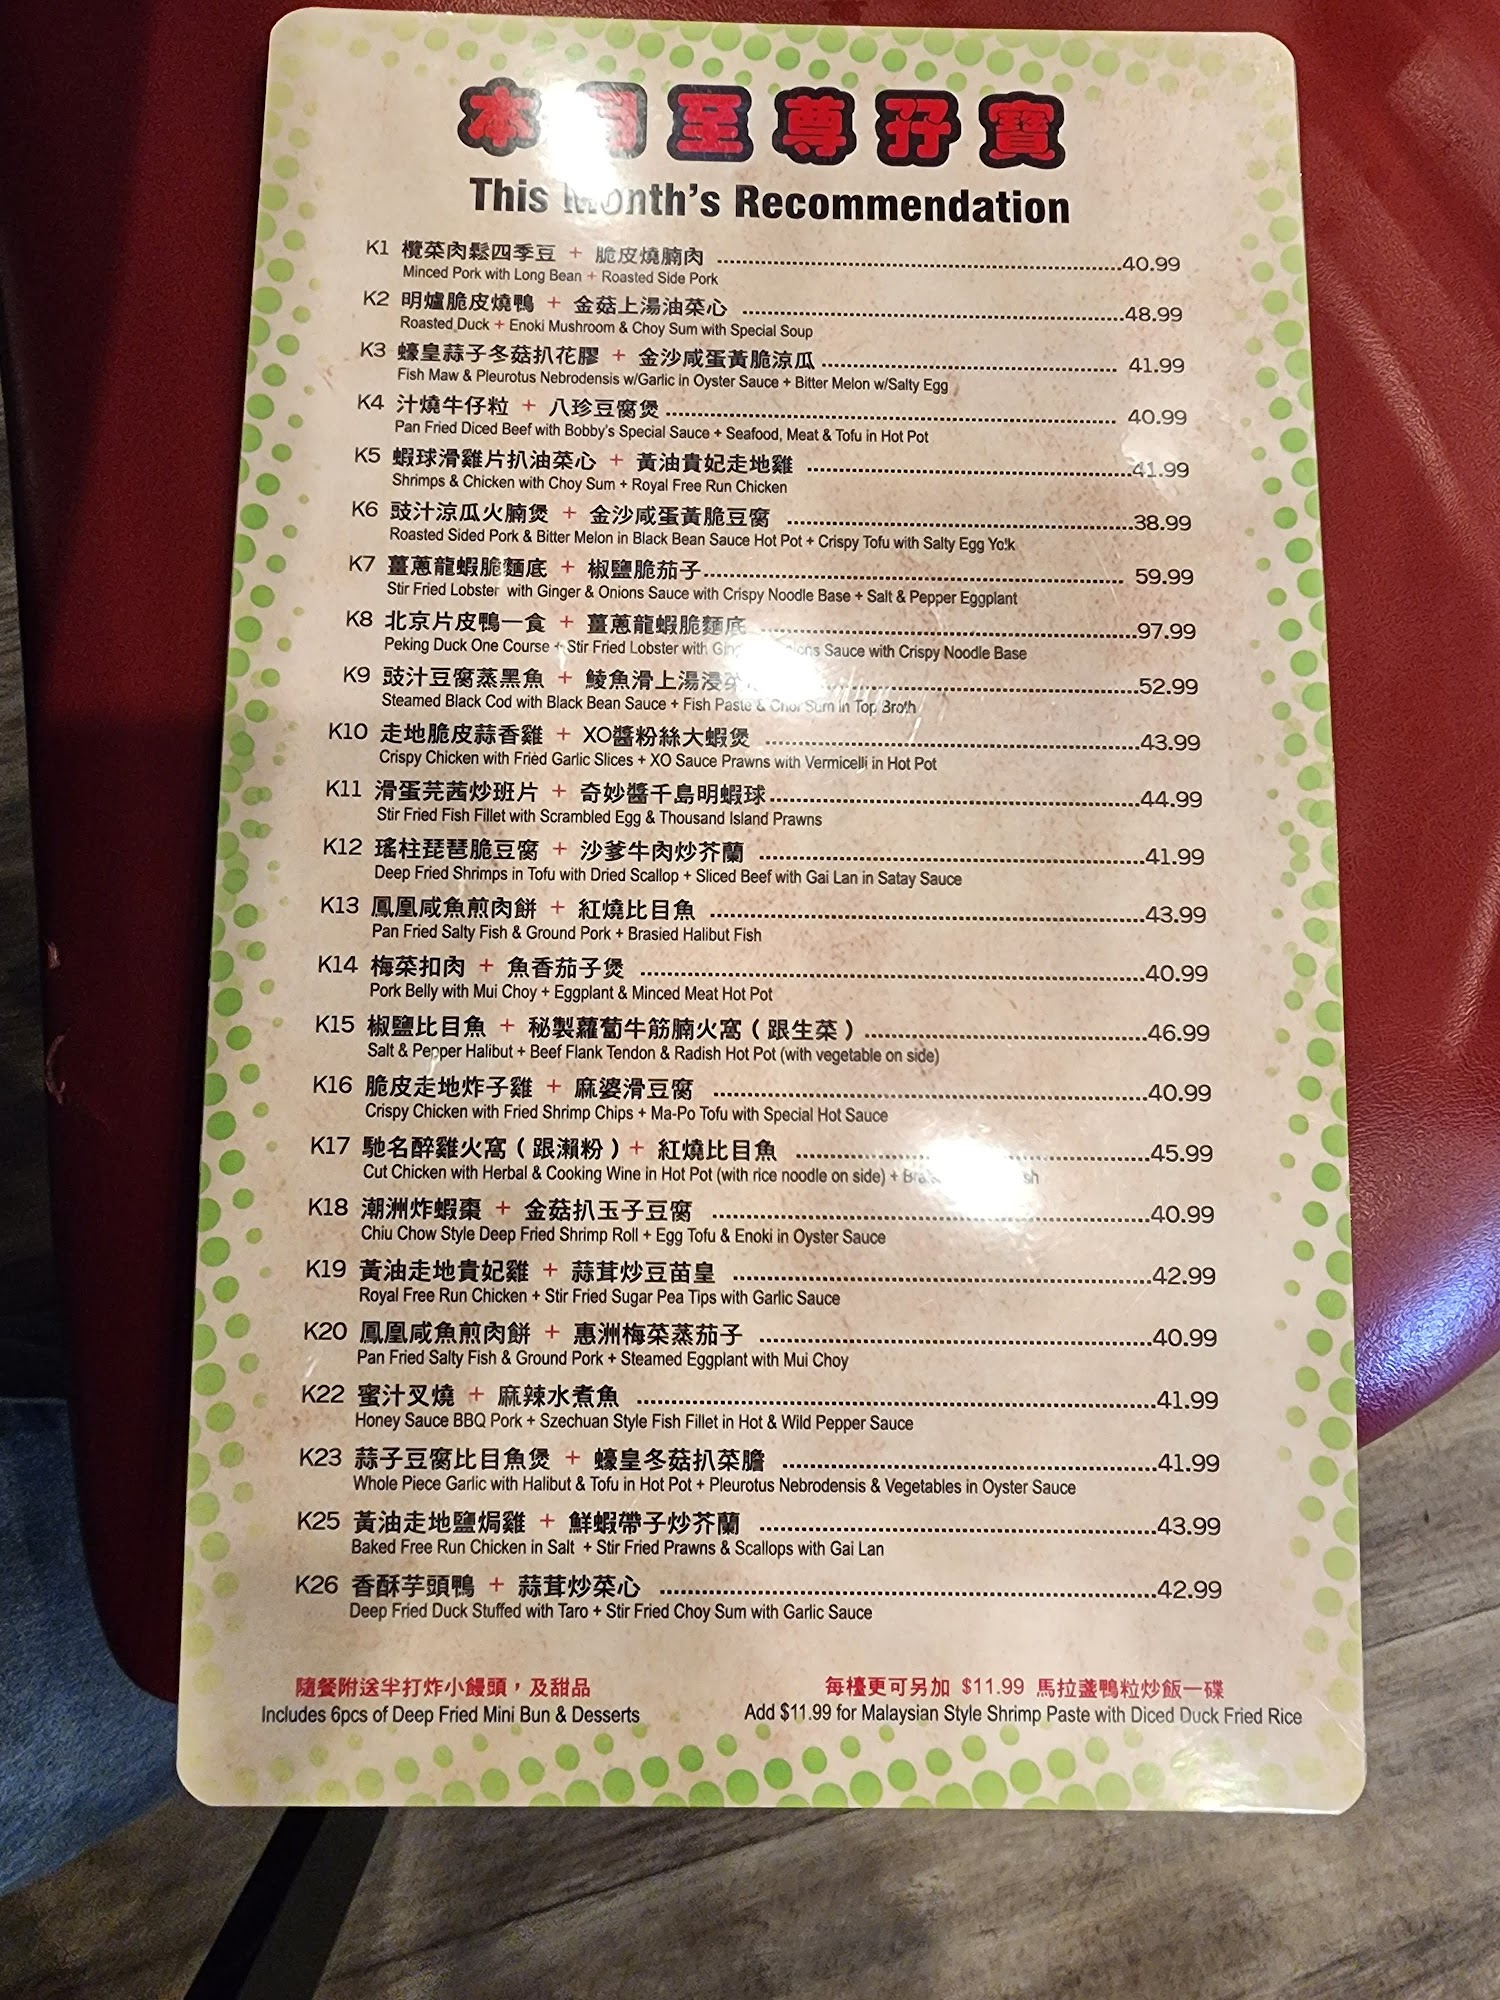 本月至尊孖寶
This Month's Recommendation
K1 欖菜肉鬆四季豆 + 脆皮燒腩肉 40.99
Minced Pork with Long Bean + Roasted Side Pork
K2 明爐脆皮燒鴨 + 金菇上湯油菜心 48.99
Roasted Duck + Enoki Mushroom & Choy Sum with Special Soup
K3 蠔皇蒜子冬菇扒花膠 + 金沙咸蛋黃脆涼瓜 41.99
Fish Maw & Pleurotus Nebrodensis w/Garlic in Oyster Sauce + Bitter Melon w/Salty Egg
K4 汁燒牛仔粒 + 八珍豆腐煲 40.99
Pan Fried Diced Beef with Bobby's Special Sauce + Seafood, Meat & Tofu in Hot Pot
K5 蝦球滑雞片扒油菜心 + 黃油貴妃走地雞 41.99
Shrimps & Chicken with Choy Sum + Royal Free Run Chicken
K6 豉汁涼瓜火腩煲 + 金沙咸蛋黃脆豆腐 38.99
Roasted Sided Pork & Bitter Melon in Black Bean Sauce Hot Pot + Crispy Tofu with Salty Egg Yolk
K7 薑蔥龍蝦脆麵底 + 椒鹽脆茄子 59.99
Stir Fried Lobster with Ginger & Onions Sauce with Crispy Noodle Base + Salt & Pepper Eggplant
K8 北京片皮鴨一食 + 薑蔥龍蝦脆麵底 97.99
Peking Duck One Course + Stir Fried Lobster with Sauce with Crispy Noodle Base
K9 豉汁豆腐蒸黑魚 + 鯪魚滑上湯浸 52.99
Steamed Black Cod with Black Bean Sauce + Fish Paste & Choi Sum in Top Broth
K10 走地脆皮蒜香雞 + XO醬粉絲大蝦煲 43.99
Crispy Chicken with Fried Garlic Slices + XO Sauce Prawns with Vermicelli in Hot Pot
K11 滑蛋芫茜炒班片 + 奇妙醬千島明蝦球 44.99
Stir Fried Fish Fillet with Scrambled Egg & Thousand Island Prawns
K12 瑤柱琵琶脆豆腐 + 沙爹牛肉炒芥蘭 41.99
Deep Fried Shrimps in Tofu with Dried Scallop + Sliced Beef with Gai Lan in Satay Sauce
K13 鳳凰咸魚煎肉餅 + 紅燒比目魚 43.99
Pan Fried Salty Fish & Ground Pork + Brasied Halibut Fish
K14 梅菜扣肉 + 魚香茄子煲 40.99
Pork Belly with Mui Choy + Eggplant & Minced Meat Hot Pot
K15 椒鹽比目魚 + 秘製蘿蔔牛筋腩火窩（跟生菜） 46.99
Salt & Pepper Halibut + Beef Flank Tendon & Radish Hot Pot (with vegetable on side)
K16 脆皮走地炸子雞 + 麻婆滑豆腐 40.99
Crispy Chicken with Fried Shrimp Chips + Ma-Po Tofu with Special Hot Sauce
K17 馳名醉雞火窩（跟瀨粉）+ 紅燒比目魚 45.99
Cut Chicken with Herbal & Cooking Wine in Hot Pot (with rice noodle on side) +
K18 潮洲炸蝦棗 + 金菇扒玉子豆腐 40.99
Chiu Chow Style Deep Fried Shrimp Roll + Egg Tofu & Enoki in Oyster Sauce
K19 黃油走地貴妃雞 + 蒜茸炒豆苗皇 42.99
Royal Free Run Chicken + Stir Fried Sugar Pea Tips with Garlic Sauce
K20 鳳凰咸魚煎肉餅 + 惠洲梅菜蒸茄子 40.99
Pan Fried Salty Fish & Ground Pork + Steamed Eggplant with Mui Choy
K22 蜜汁叉燒 + 麻辣水煮魚 41.99
Honey Sauce BBQ Pork + Szechuan Style Fish Fillet in Hot & Wild Pepper Sauce
K23 蒜子豆腐比目魚煲 + 蠔皇冬菇扒菜膽 41.99
Whole Piece Garlic with Halibut & Tofu in Hot Pot + Pleurotus Nebrodensis & Vegetables in Oyster Sauce
K25 黃油走地鹽焗雞 + 鮮蝦帶子炒芥蘭 43.99
Baked Free Run Chicken in Salt + Stir Fried Prawns & Scallops with Gai Lan
K26 香酥芋頭鴨 + 蒜茸炒菜心 42.99
Deep Fried Duck Stuffed with Taro + Stir Fried Choy Sum with Garlic Sauce
隨餐附送半打炸小饅頭，及甜品
Includes 6pcs of Deep Fried Mini Bun & Desserts
每檯更可另加 $11.99 馬拉盞鴨粒炒飯一碟
Add $11.99 for Malaysian Style Shrimp Paste with Diced Duck Fried Rice